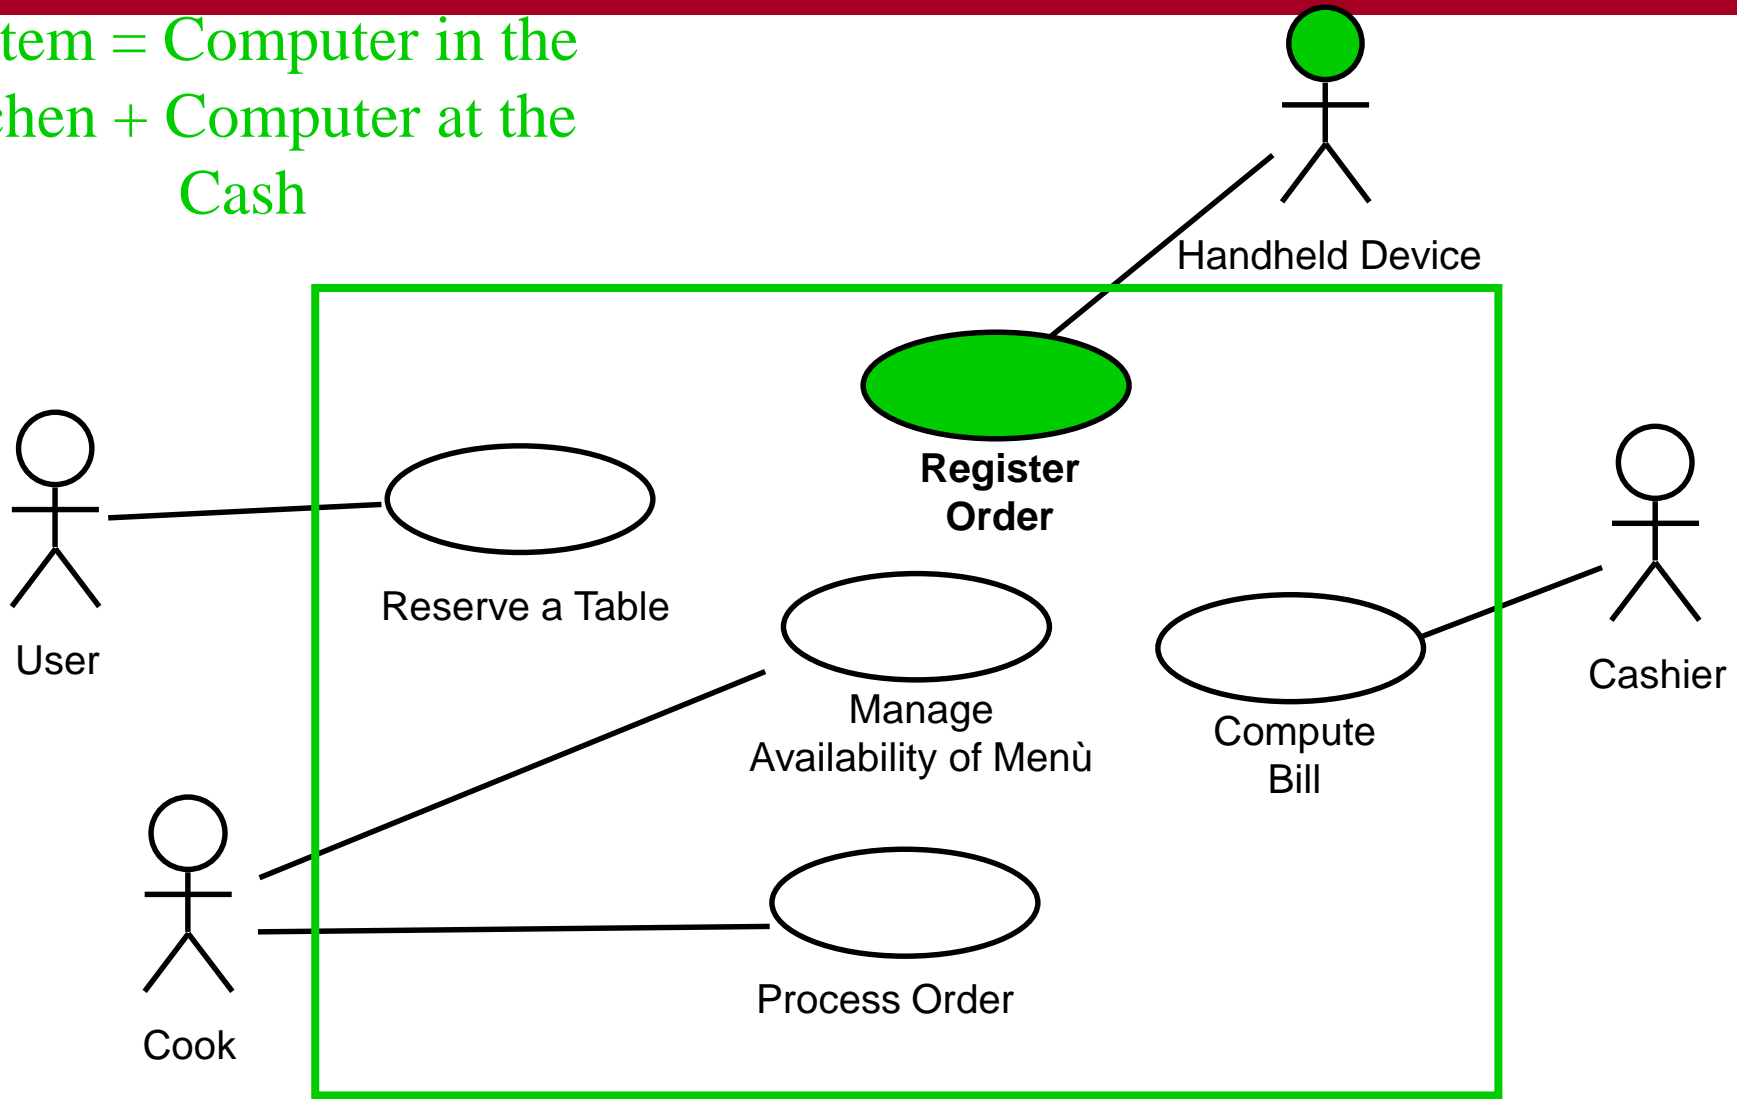 tem = Computer in the
chen + Computer at the
Cash
Handheld Device
Register
Order
Reserve a Table
User
Manage
Availability of Menù
Compute
Bill
Cashier
Process Order
Cook